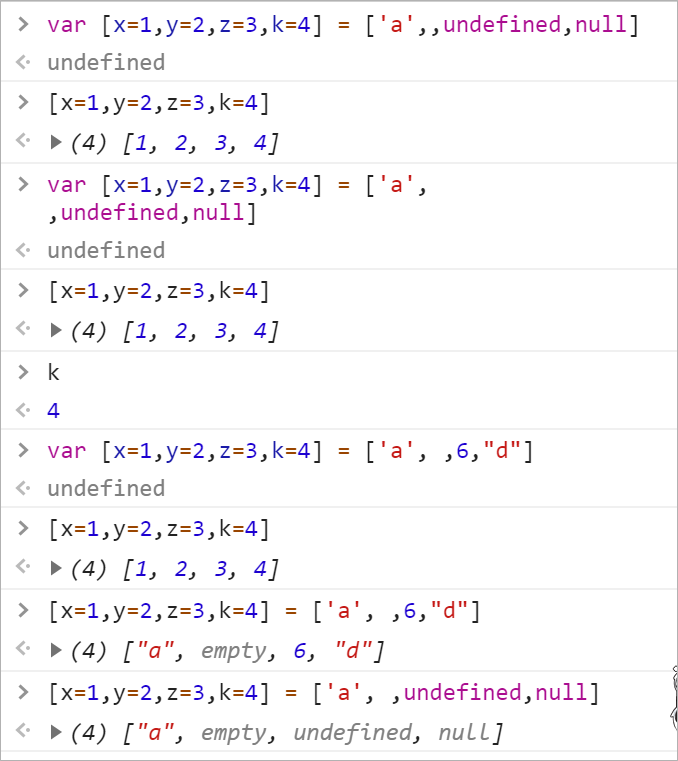 > var [x=1,y=2,z=3,k=4] = ['a',,undefined,null]
undefined
> [x=1,y=2,z=3,k=4]
(4) [1, 2, 3, 4]
> var [x=1,y=2,z=3,k=4] = ['a',
,undefined,null]
undefined
> [x=1,y=2,z=3,k=4]
(4) [1, 2, 3, 4]
> k
4
> var [x=1,y=2,z=3,k=4] = ['a', ,6,"d"]
undefined
> [x=1,y=2,z=3,k=4]
(4) [1, 2, 3, 4]
> [x=1,y=2,z=3,k=4] = ['a', ,6,"d"]
(4) ["a", empty, 6, "d"]
> [x=1,y=2,z=3,k=4] = ['a', ,undefined,null]
(4) ["a", empty, undefined, null]